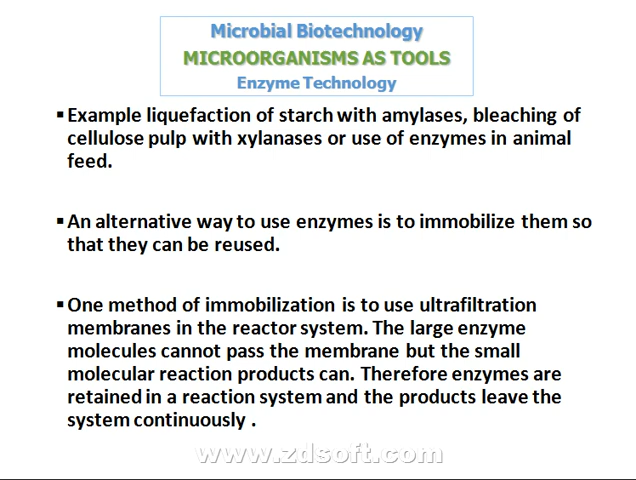 Microbial Biotechnology
MICROORGANISMS AS TOOLS
Enzyme Technology
▪ Example liquefaction of starch with amylases, bleaching of
cellulose pulp with xylanases or use of enzymes in animal
feed.
▪ An alternative way to use enzymes is to immobilize them so
that they can be reused.
▪ One method of immobilization is to use ultrafiltration
membranes in the reactor system. The large enzyme
molecules cannot pass the membrane but the small
molecular reaction products can. Therefore enzymes are
retained in a reaction system and the products leave the
system continuously .
www.zdsoft.com